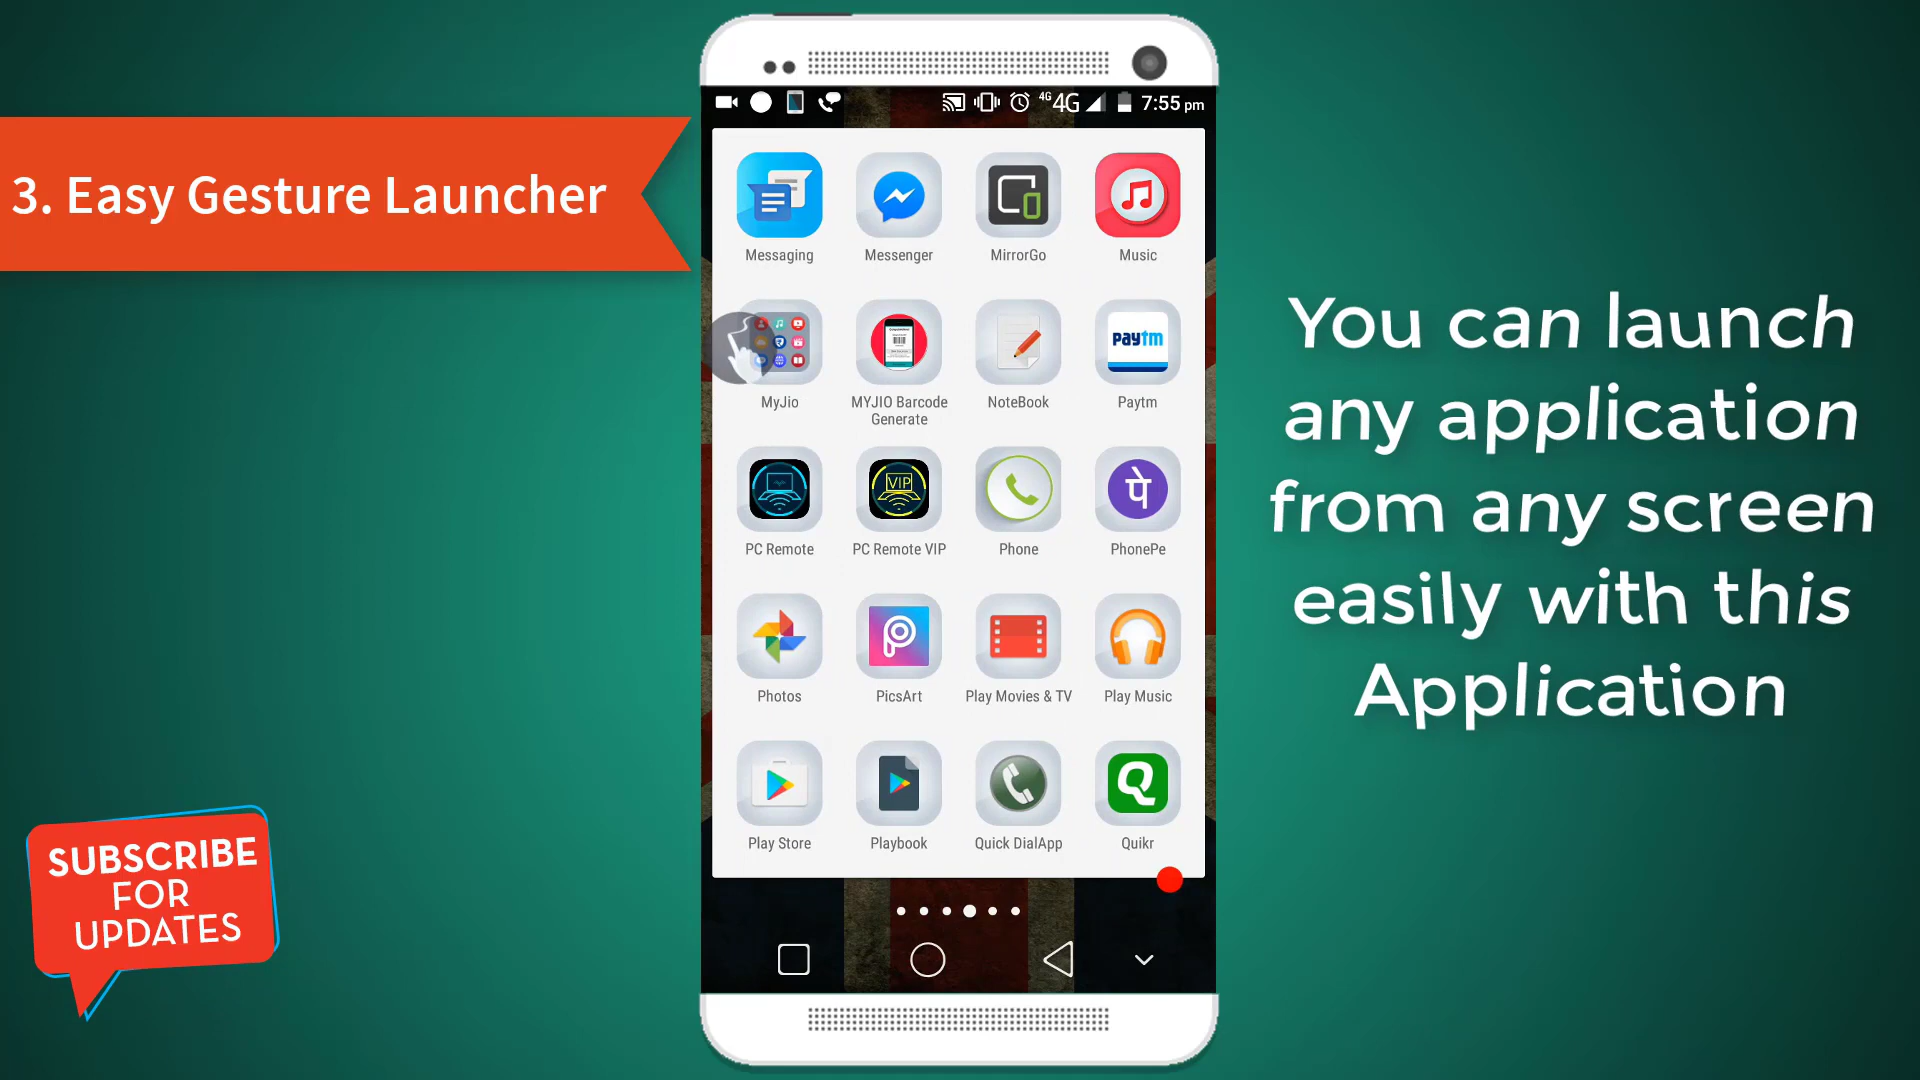 3. Easy Gesture Launcher
4G 4G 7:55 pm
Messaging Messenger MirrorGo Music
paytm
MyJio MYJIO Barcode Generate NoteBook Paytm
VIP पे
PC Remote PC Remote VIP Phone PhonePe
Photos PicsArt Play Movies & TV Play Music
Q
Play Store Playbook Quick DialApp Quikr
You can launch
any application
from any screen
easily with this
Application
SUBSCRIBE
FOR
UPDATES